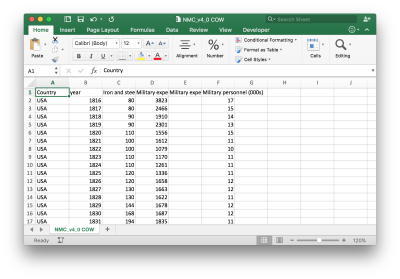 NMC_v4_0 COW
Search Sheet
Home Insert Page Layout Formulas Data Review View Developer
Paste
Calibri (Body) 12 A A
B I U A
Alignment
%
Number
Conditional Formatting
Format as Table
Cell Styles
Cells
Editing
A1 fx Country
A B C D E F G H I J
1 Country year Iron and stee Military expe Military expe Military personnel (000s)
2 USA 1816 80 3823 17
3 USA 1817 80 2466 15
4 USA 1818 90 1910 14
5 USA 1819 90 2301 13
6 USA 1820 110 1556 15
7 USA 1821 100 1612 11
8 USA 1822 100 1079 10
9 USA 1823 110 1170 11
10 USA 1824 110 1261 11
11 USA 1825 120 1336 11
12 USA 1826 120 1658 12
13 USA 1827 130 1663 12
14 USA 1828 130 1622 11
15 USA 1829 144 1678 12
16 USA 1830 168 1687 12
17 USA 1831 194 1835 11
NMC_v4_0 COW +
Ready 120%